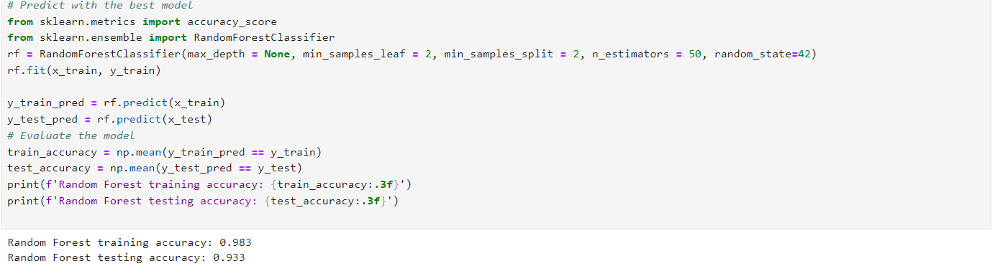 # Predict with the best model
from sklearn.metrics import accuracy_score
from sklearn.ensemble import RandomForestClassifier
rf = RandomForestClassifier(max_depth = None, min_samples_leaf = 2, min_samples_split = 2, n_estimators = 50, random_state=42)
rf.fit(x_train, y_train)
y_train_pred = rf.predict(x_train)
y_test_pred = rf.predict(x_test)
# Evaluate the model
train_accuracy = np.mean(y_train_pred == y_train)
test_accuracy = np.mean(y_test_pred == y_test)
print(f'Random Forest training accuracy: {train_accuracy:.3f}')
print(f'Random Forest testing accuracy: {test_accuracy:.3f}')
Random Forest training accuracy: 0.983
Random Forest testing accuracy: 0.933